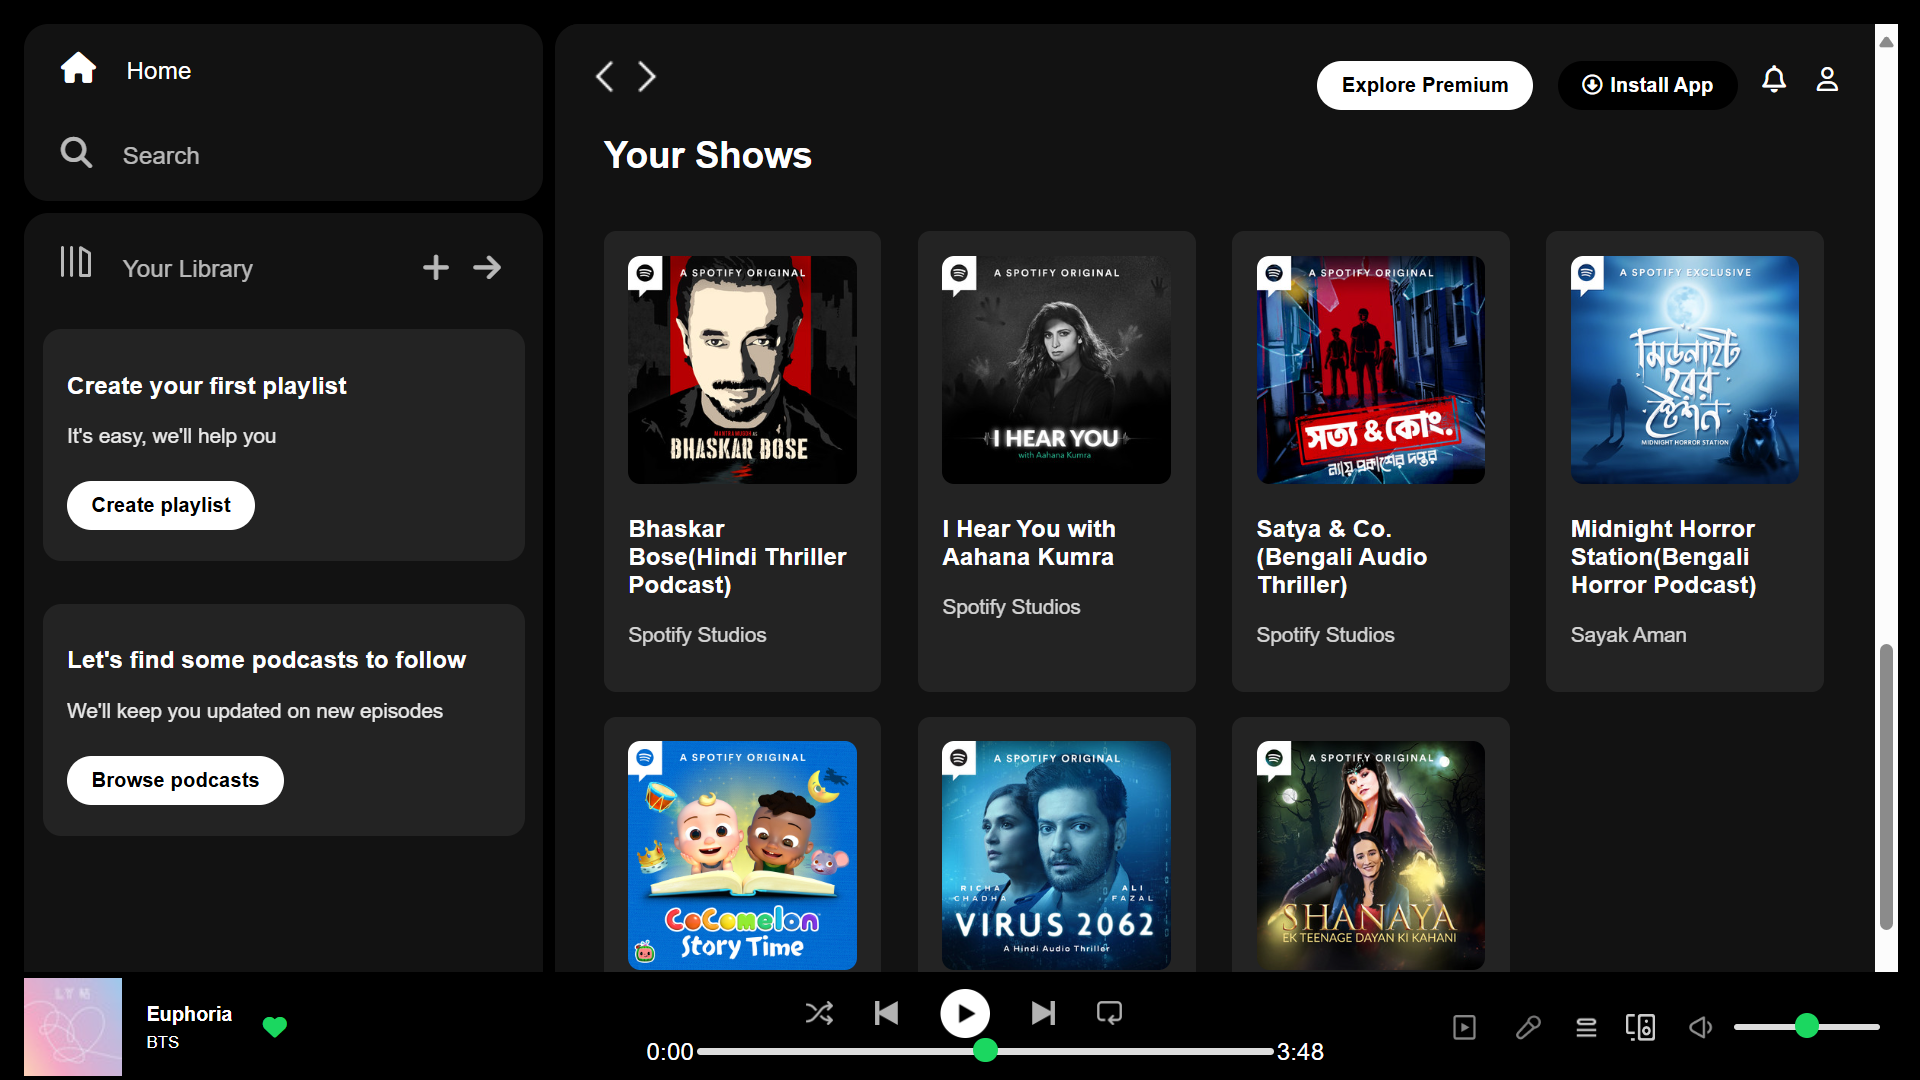 Home
Search
Your Library
Create your first playlist
It's easy, we'll help you
Create playlist
Let's find some podcasts to follow
We'll keep you updated on new episodes
Browse podcasts
Explore Premium
Install App
Your Shows
A SPOTIFY ORIGINAL
BHASKAR BOSE
Bhaskar
Bose(Hindi Thriller
Podcast)
Spotify Studios
A SPOTIFY ORIGINAL
I HEAR YOU
with Aahana Kumra
I Hear You with
Aahana Kumra
Spotify Studios
A SPOTIFY ORIGINAL
সত্য & কোং.
ন্যায় প্রকাশের দপ্তর
Satya & Co.
(Bengali Audio
Thriller)
Spotify Studios
A SPOTIFY EXCLUSIVE
মিডনাইট
হরর
স্টেশন
MIDNIGHT HORROR STATION
Midnight Horror
Station(Bengali
Horror Podcast)
Sayak Aman
A SPOTIFY ORIGINAL
CoComelon
Story Time
A SPOTIFY ORIGINAL
RICHA CHADHA
ALI FAZAL
VIRUS 2062
A Hindi Audio Thriller
A SPOTIFY ORIGINAL
SHANAYA
EK TEENAGE DAYAN KI KAHANI
Euphoria
BTS
0:00
3:48